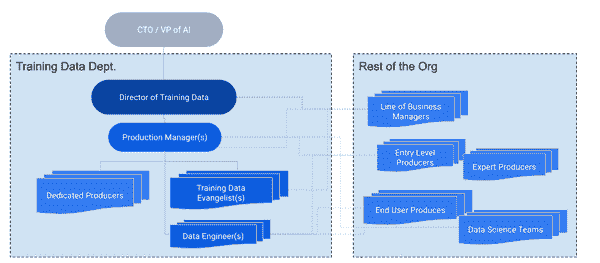 CTO / VP of AI
Training Data Dept.
Rest of the Org
Director of Training Data
Line of Business
Managers
Production Manager(s)
Entry Level
Producers
Expert Producers
Dedicated Producers
Training Data
Evangelist(s)
End User Produces
Data Engineer(s)
Data Science Teams